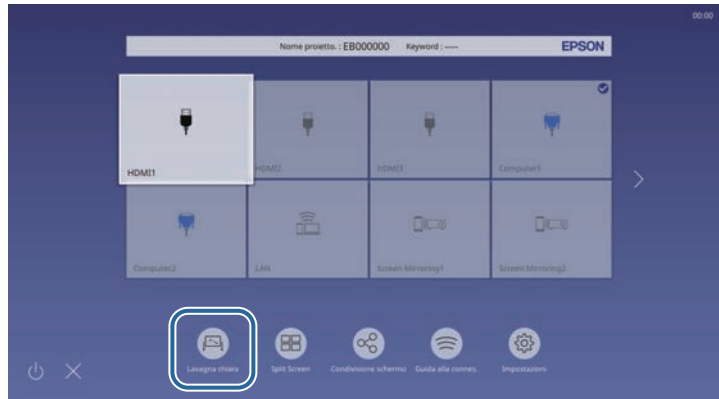 00:00
Nome proietto. : EB000000 Keyword : ---- EPSON
HDMI1 HDMI2 HDMI3 Computer1
Computer2 LAN Screen Mirroring1 Screen Mirroring2
Lavagna chiara Split Screen Condivisione schermo Guida alla connes. Impostazioni